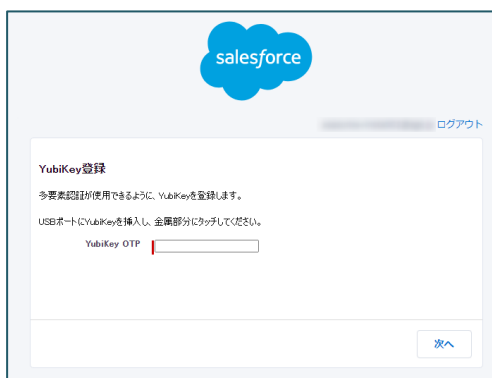 salesforce
ログアウト
YubiKey登録
多要素認証が使用できるように、YubiKeyを登録します。
USBポートにYubiKeyを挿入し、金属部分にタッチしてください。
YubiKey OTP
次へ